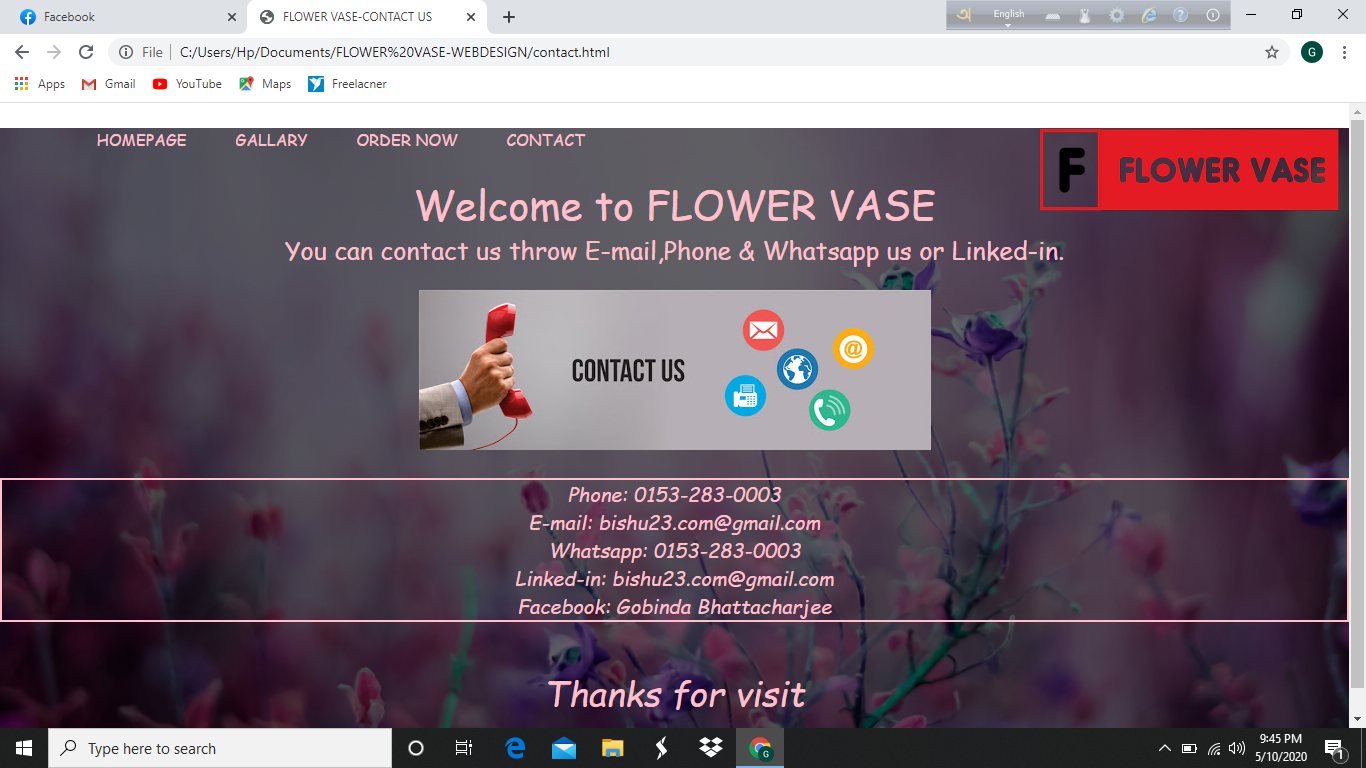 Facebook
FLOWER VASE-CONTACT US
English
File
C:/Users/Hp/Documents/FLOWER%20VASE-WEBDESIGN/contact.html
G
Apps
Gmail
YouTube
Maps
Freelacner
HOMEPAGE
GALLARY
ORDER NOW
CONTACT
F
FLOWER VASE
Welcome to FLOWER VASE
You can contact us throw E-mail,Phone & Whatsapp us or Linked-in.
CONTACT US
@
Phone: 0153-283-0003
E-mail: bishu23.com@gmail.com
Whatsapp: 0153-283-0003
Linked-in: bishu23.com@gmail.com
Facebook: Gobinda Bhattacharjee
Thanks for visit
Type here to search
G
9:45 PM
5/10/2020
1